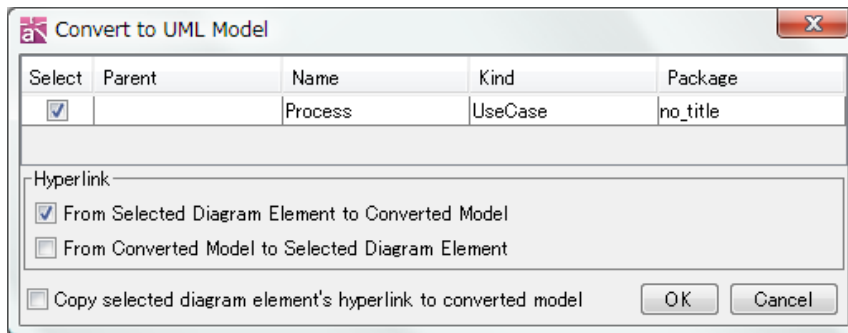 Convert to UML Model
Select Parent Name Kind Package
Process UseCase no_title
Hyperlink
From Selected Diagram Element to Converted Model
From Converted Model to Selected Diagram Element
Copy selected diagram element's hyperlink to converted model OK Cancel